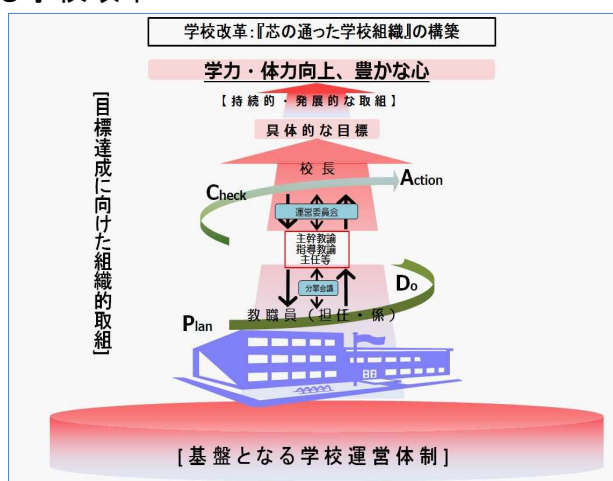 学校改革:『芯の通った学校組織』の構築
学力・体力向上、豊かな心
【持続的・発展的な取組】
具体的な目標
[目標達成に向けた組織的取組]
校長
Check
Action
運営委員会
主幹教諭
指導教諭
主任等
分掌会議
Do
教職員(担任・係)
Plan
[基盤となる学校運営体制]